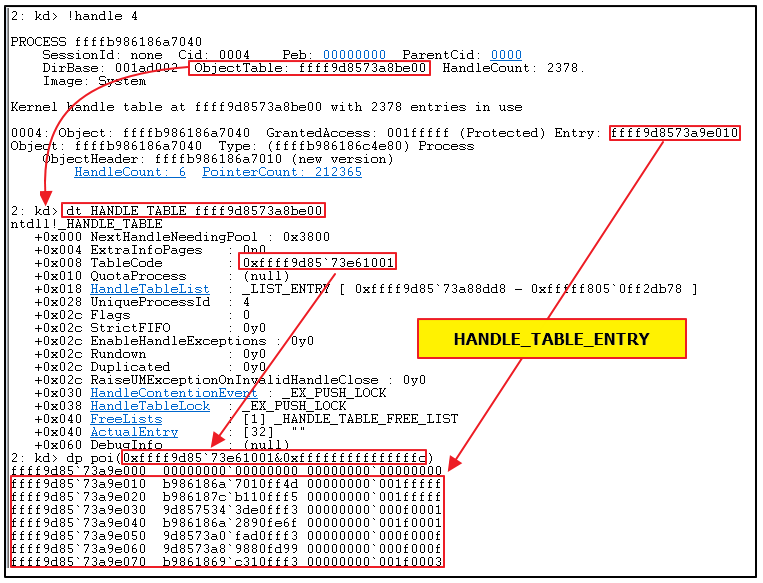 2: kd> !handle 4
PROCESS ffffb986186a7040
SessionId: none  Cid: 0004    Peb: 00000000  ParentCid: 0000
DirBase: 001ad002  ObjectTable: ffff9d8573a8be00  HandleCount: 2378.
Image: System
Kernel handle table at ffff9d8573a8be00 with 2378 entries in use
0004: Object: ffffb986186a7040  GrantedAccess: 001fffff (Protected) Entry: ffff9d8573a9e010
Object: ffffb986186a7040  Type: (ffffb986186c4e80) Process
ObjectHeader: ffffb986186a7010 (new version)
HandleCount: 6  PointerCount: 212365
2: kd> dt HANDLE TABLE ffff9d8573a8be00
ntdll!_HANDLE_TABLE
+0x000 NextHandleNeedingPool : 0x3800
+0x004 ExtraInfoPages   : 0n0
+0x008 TableCode        : 0xffff9d85`73e61001
+0x010 QuotaProcess     : (null)
+0x018 HandleTableList  : _LIST_ENTRY [ 0xffff9d85`73a88dd8 - 0xfffff805`0ff2db78 ]
+0x028 UniqueProcessId  : 4
+0x02c Flags            : 0
+0x02c StrictFIFO       : 0y0
+0x02c EnableHandleExceptions : 0y0
+0x02c Rundown          : 0y0
+0x02c Duplicated       : 0y0
+0x02c RaiseUMExceptionOnInvalidHandleClose : 0y0
+0x030 HandleContentionEvent : _EX_PUSH_LOCK
+0x038 HandleTableLock  : _EX_PUSH_LOCK
+0x040 FreeLists        : [1] _HANDLE_TABLE_FREE_LIST
+0x040 ActualEntry      : [32]  ""
+0x060 DebugInfo        : (null)
HANDLE_TABLE_ENTRY
2: kd> dp poi(0xffff9d85`73e61001&0xfffffffffffffffc)
ffff9d85`73a9e000  00000000`00000000 00000000`00000000
ffff9d85`73a9e010  b986186a`7010ff4d 00000000`001fffff
ffff9d85`73a9e020  b986187c`b110fff5 00000000`001fffff
ffff9d85`73a9e030  9d857534`3de0fff3 00000000`000f0001
ffff9d85`73a9e040  b986186a`2890fe6f 00000000`001f0001
ffff9d85`73a9e050  9d8573a0`fad0fff3 00000000`000f000f
ffff9d85`73a9e060  9d8573a8`9880fd99 00000000`000f000f
ffff9d85`73a9e070  b9861869`c310fff3 00000000`001f0003